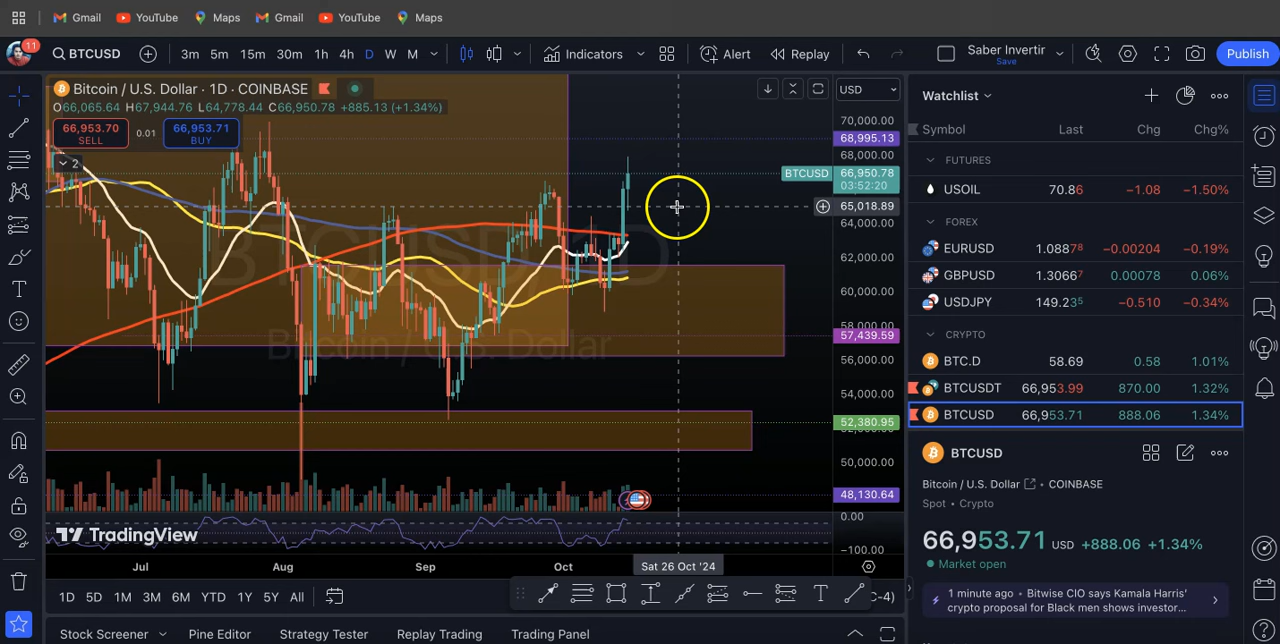 Gmail YouTube Maps Gmail YouTube Maps
11
BTCUSD 3m 5m 15m 30m 1h 4h D W M Indicators Alert Replay Saber Invertir Save Publish
Bitcoin / U.S. Dollar · 1D · COINBASE
O66,065.64 H67,944.76 L64,778.44 C66,950.78 +885.13 (+1.34%)
66,953.70 SELL 0.01 66,953.71 BUY
2
USD
70,000.00
68,995.13
68,000.00
BTCUSD 66,950.78
03:52:20
65,018.89
64,000.00
62,000.00
60,000.00
58,000.00
57,439.59
56,000.00
54,000.00
52,380.95
50,000.00
48,130.64
0.00
−100.00
Bitcoin / U.S. Dollar
TradingView
Jul Aug Sep Oct Sat 26 Oct '24
1D 5D 1M 3M 6M YTD 1Y 5Y All
C-4)
Stock Screener Pine Editor Strategy Tester Replay Trading Trading Panel
Watchlist
Symbol Last Chg Chg%
FUTURES
USOIL 70.86 −1.08 −1.50%
FOREX
EURUSD 1.08878 −0.00204 −0.19%
GBPUSD 1.30667 0.00078 0.06%
USDJPY 149.235 −0.510 −0.34%
CRYPTO
BTC.D 58.69 0.58 1.01%
BTCUSDT 66,953.99 870.00 1.32%
BTCUSD 66,953.71 888.06 1.34%
BTCUSD
Bitcoin / U.S. Dollar • COINBASE
Spot • Crypto
66,953.71 USD +888.06 +1.34%
Market open
1 minute ago • Bitwise CIO says Kamala Harris'
crypto proposal for Black men shows investor...